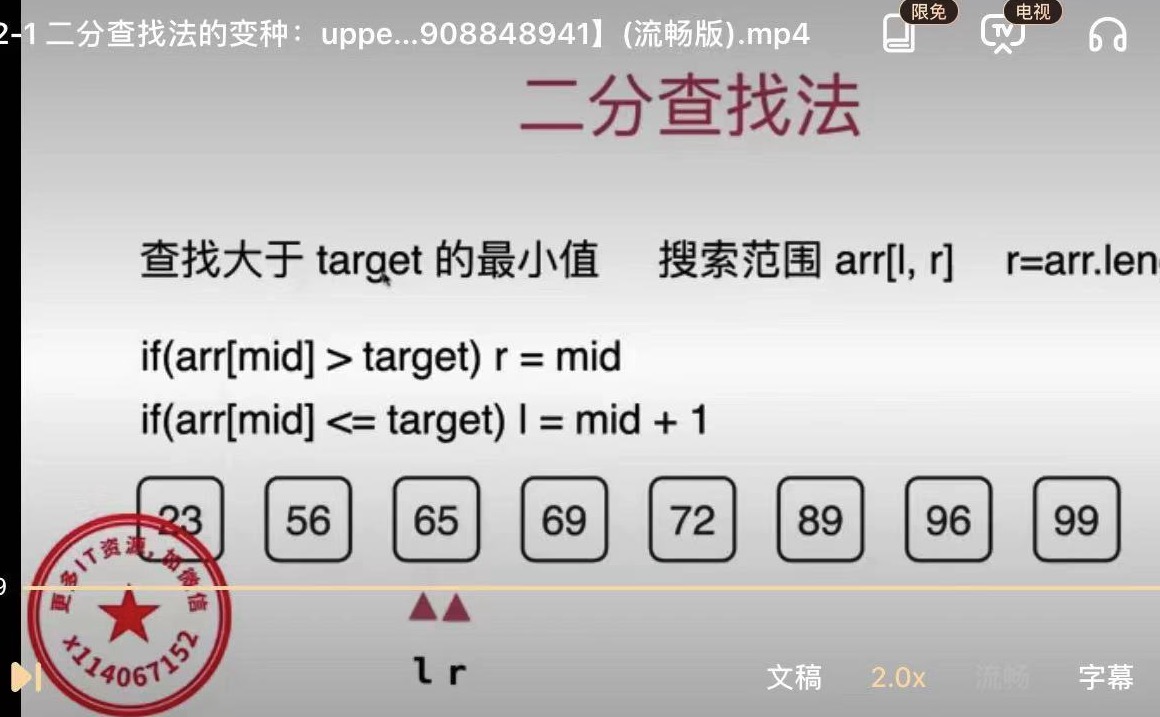 2-1 二分查找法的变种：uppe...908848941】(流畅版).mp4
限免
电视
TV
二分查找法
查找大于 target 的最小值 搜索范围 arr[l, r] r=arr.len
if(arr[mid] > target) r = mid
if(arr[mid] <= target) l = mid + 1
23 56 65 69 72 89 96 99
更多IT资源,加微信
x114067152
9
l r
文稿 2.0x 流畅 字幕